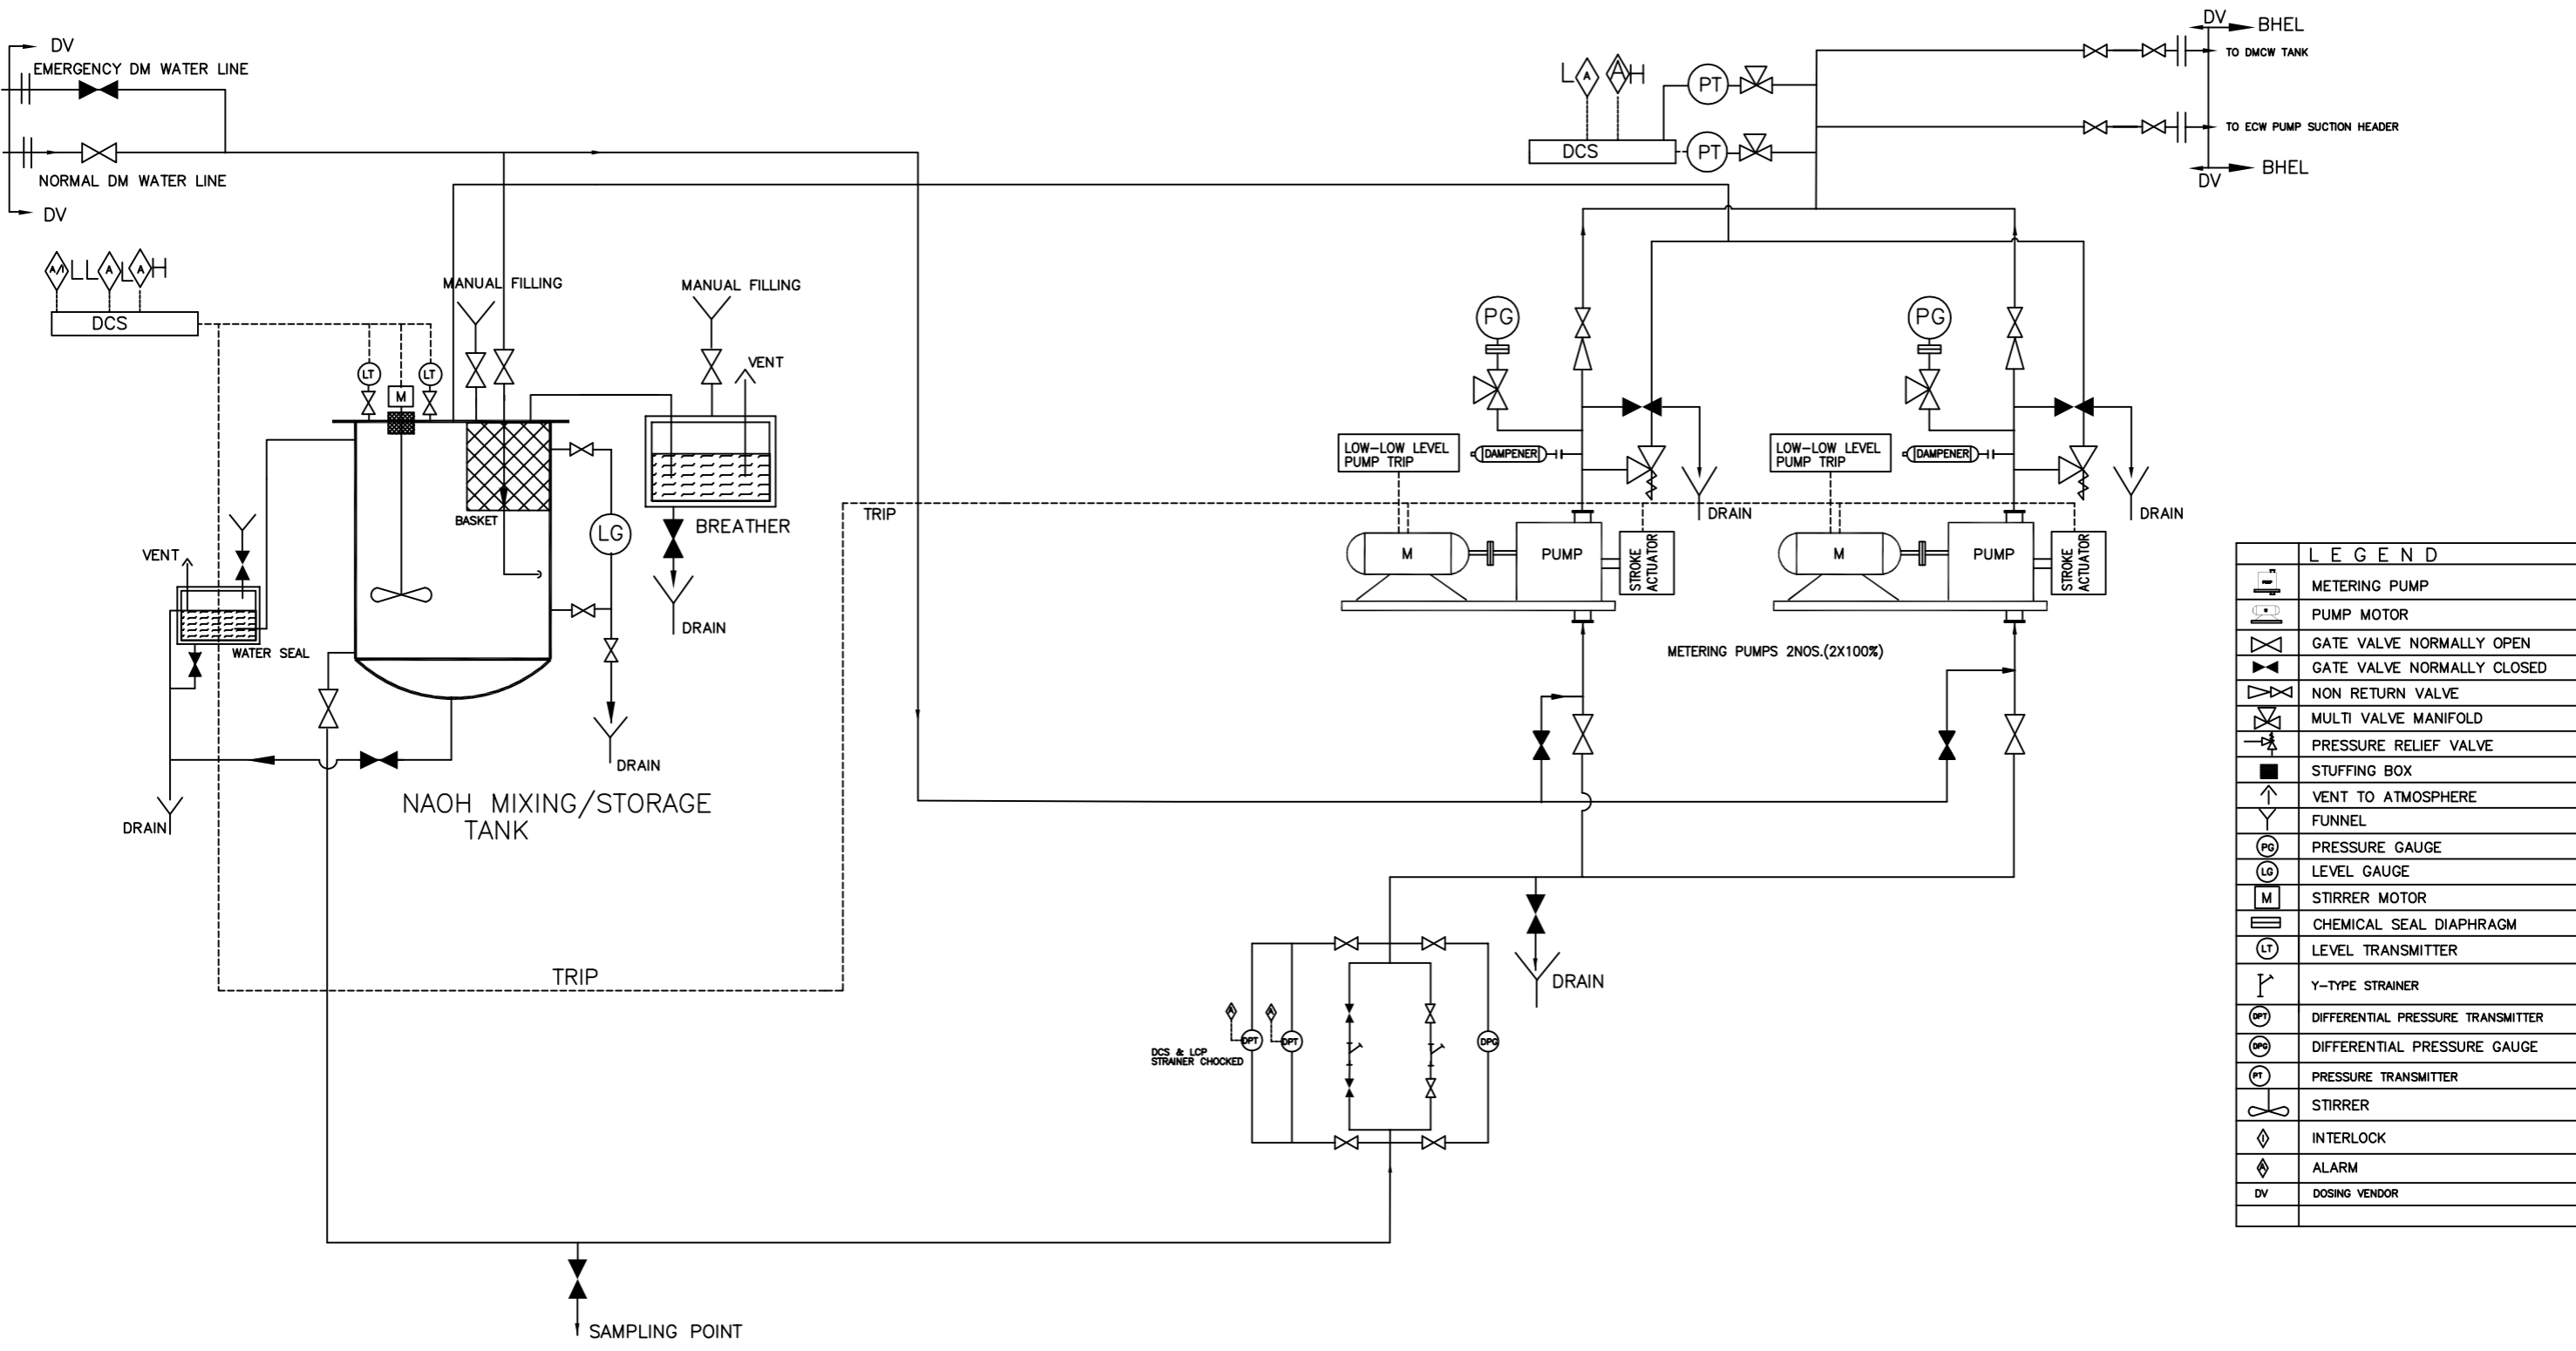 DV
EMERGENCY DM WATER LINE
NORMAL DM WATER LINE
DV
A/I
LL
A
L
A
H
DCS
LT
M
LT
MANUAL FILLING
MANUAL FILLING
VENT
BASKET
LG
BREATHER
DRAIN
DRAIN
VENT
WATER SEAL
DRAIN
NAOH MIXING/STORAGE
TANK
TRIP
TRIP
SAMPLING POINT
L
A
A
H
DCS
PT
PT
DV
BHEL
TO DMCW TANK
TO ECW PUMP SUCTION HEADER
BHEL
DV
PG
LOW-LOW LEVEL
PUMP TRIP
DAMPENER
DRAIN
M
PUMP
STROKE
ACTUATOR
PG
LOW-LOW LEVEL
PUMP TRIP
DAMPENER
DRAIN
M
PUMP
STROKE
ACTUATOR
METERING PUMPS 2NOS.(2X100%)
DRAIN
A
A
DPT
DPT
DPG
DCS & LCP
STRAINER CHOCKED
LEGEND
METERING PUMP
PUMP MOTOR
GATE VALVE NORMALLY OPEN
GATE VALVE NORMALLY CLOSED
NON RETURN VALVE
MULTI VALVE MANIFOLD
PRESSURE RELIEF VALVE
STUFFING BOX
VENT TO ATMOSPHERE
FUNNEL
PG PRESSURE GAUGE
LG LEVEL GAUGE
M STIRRER MOTOR
CHEMICAL SEAL DIAPHRAGM
LT LEVEL TRANSMITTER
Y-TYPE STRAINER
DPT DIFFERENTIAL PRESSURE TRANSMITTER
DPG DIFFERENTIAL PRESSURE GAUGE
PT PRESSURE TRANSMITTER
STIRRER
I INTERLOCK
A ALARM
DV DOSING VENDOR